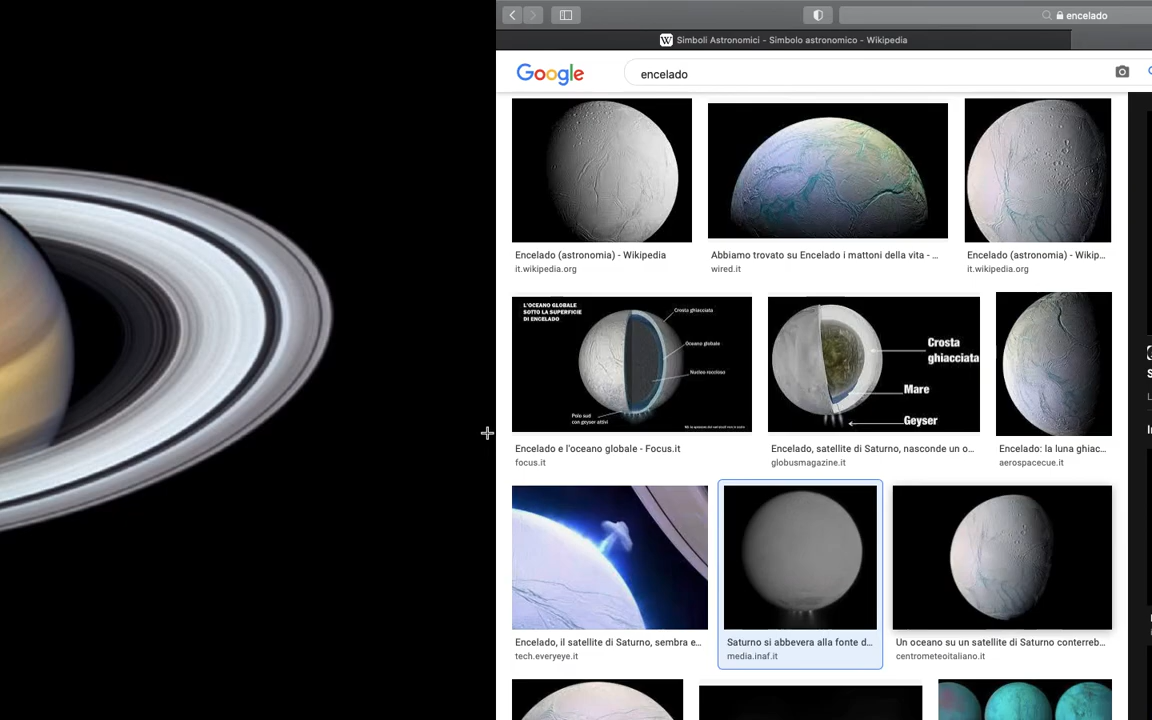 encelado
Simboli Astronomici - Simbolo astronomico - Wikipedia
Google
encelado
Encelado (astronomia) - Wikipedia
it.wikipedia.org
Abbiamo trovato su Encelado i mattoni della vita - ...
wired.it
Encelado (astronomia) - Wikip...
it.wikipedia.org
L'OCEANO GLOBALE
SOTTO LA SUPERFICIE
DI ENCELADO
Crosta ghiacciata
Oceano globale
Nucleo roccioso
Polo sud
con geyser attivi
Crosta
ghiacciata
Mare
Geyser
Encelado e l'oceano globale - Focus.it
focus.it
Encelado, satellite di Saturno, nasconde un o...
globusmagazine.it
Encelado: la luna ghiac...
aerospacecue.it
Encelado, il satellite di Saturno, sembra e...
tech.everyeye.it
Saturno si abbevera alla fonte d...
media.inaf.it
Un oceano su un satellite di Saturno conterreb...
centrometeoitaliano.it